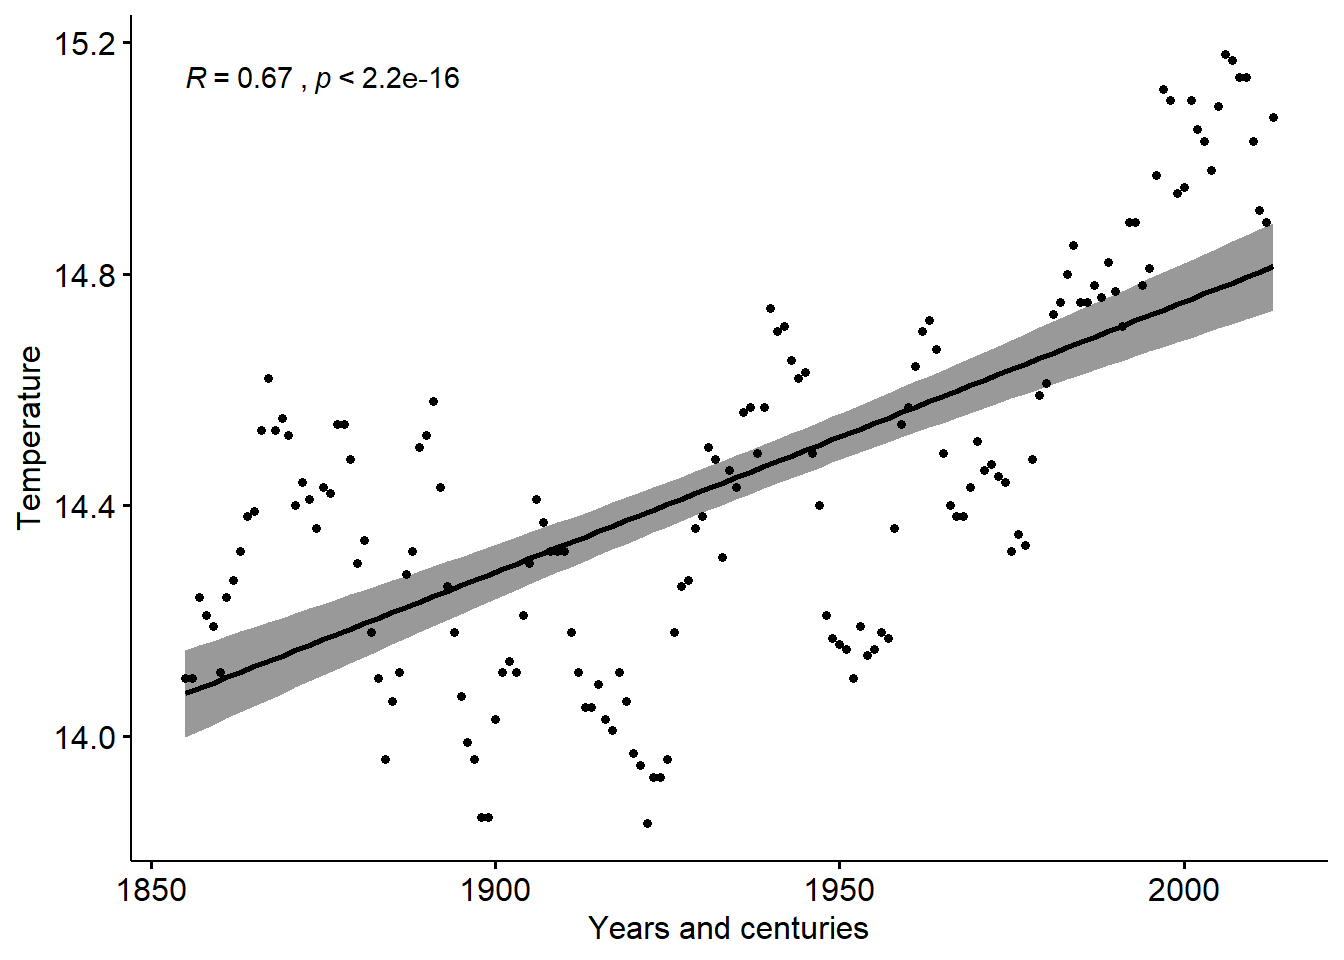 15.2
R = 0.67 , p < 2.2e-16
14.8
Temperature
14.4
14.0
1850 1900 1950 2000
Years and centuries